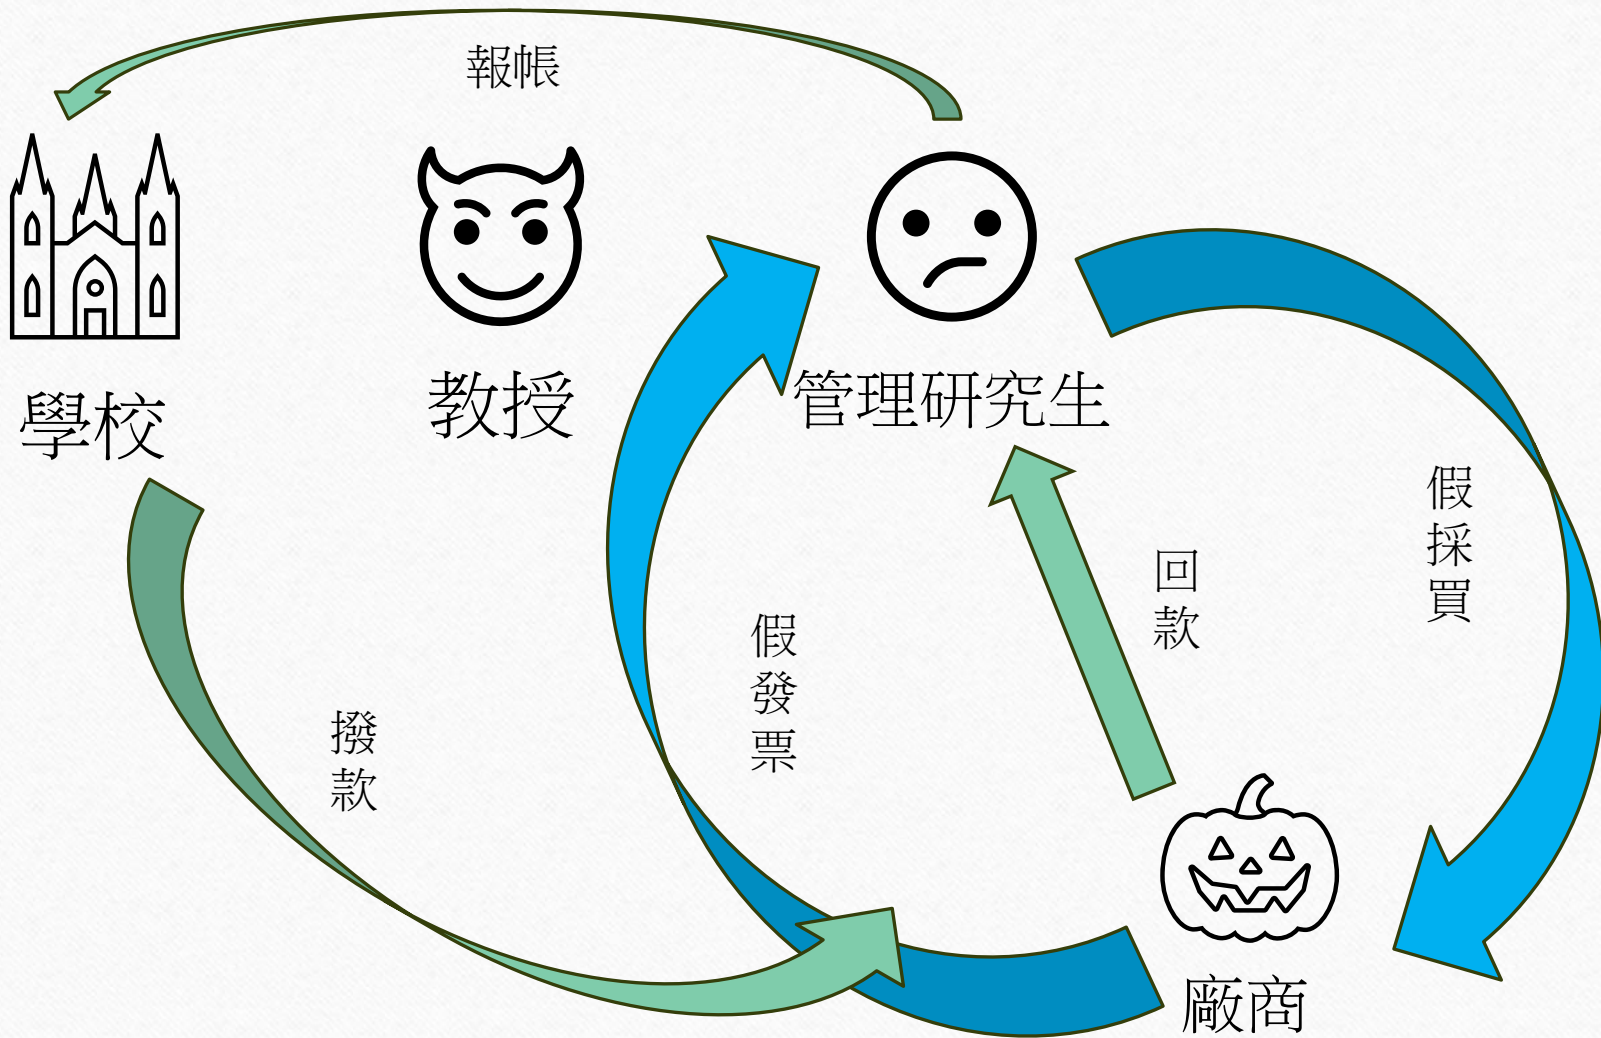 報帳
學校
教授
管理研究生
假採買
回款
假發票
撥款
廠商